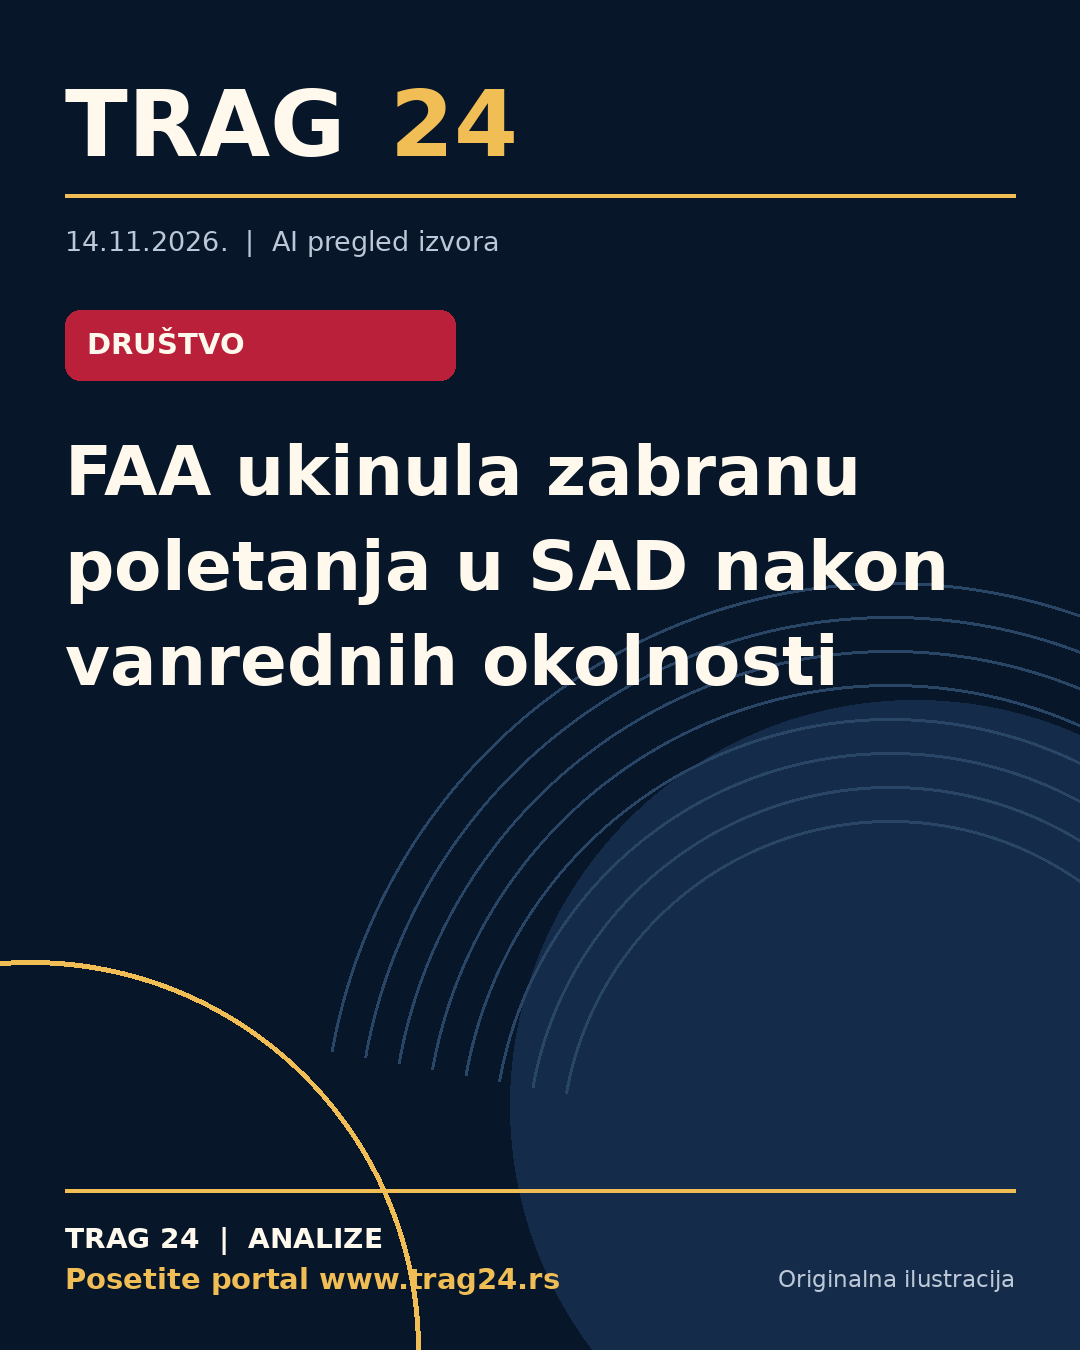 TRAG 24
14.11.2026. | AI pregled izvora
DRUŠTVO
FAA ukinula zabranu
poletanja u SAD nakon
vanrednih okolnosti
TRAG 24 | ANALIZE
Posetite portal www.trag24.rs
Originalna ilustracija